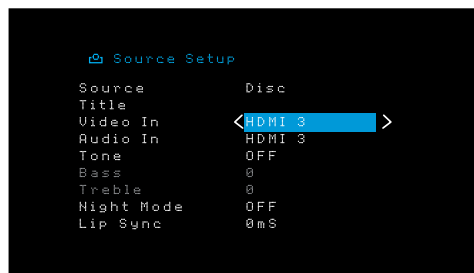 Source Setup
Source Disc
Title
Video In HDMI 3
Audio In HDMI 3
Tone OFF
Bass 0
Treble 0
Night Mode OFF
Lip Sync 0mS